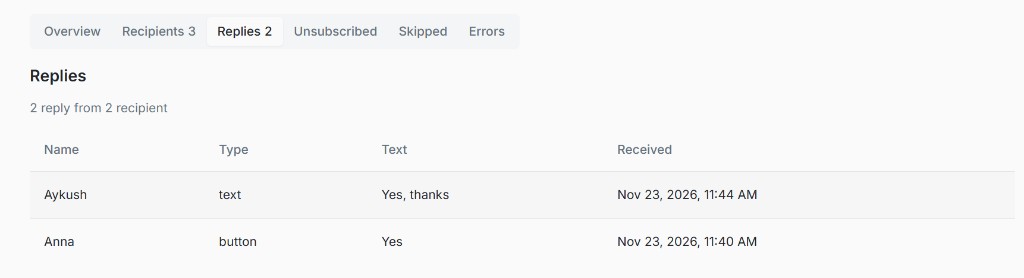 Overview Recipients 3 Replies 2 Unsubscribed Skipped Errors
Replies
2 reply from 2 recipient
Name Type Text Received
Aykush text Yes, thanks Nov 23, 2026, 11:44 AM
Anna button Yes Nov 23, 2026, 11:40 AM